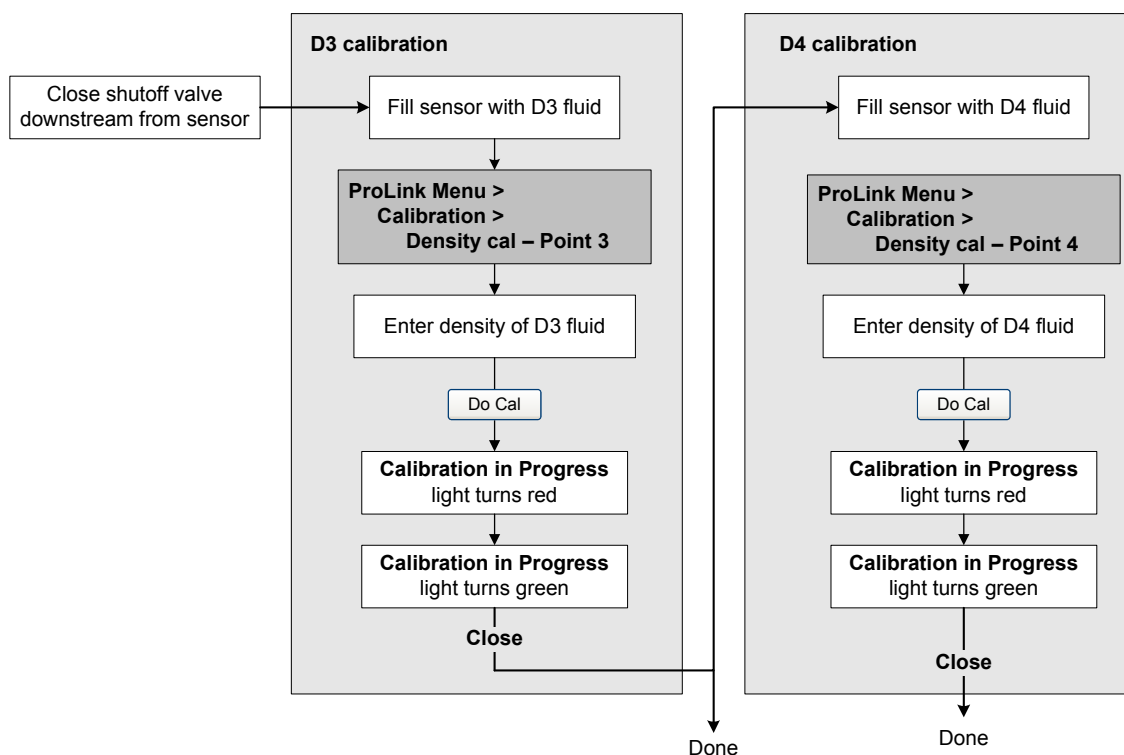 Close shutoff valve
downstream from sensor
D3 calibration
Fill sensor with D3 fluid
ProLink Menu >
Calibration >
Density cal – Point 3
Enter density of D3 fluid
Do Cal
Calibration in Progress
light turns red
Calibration in Progress
light turns green
Close
Done
D4 calibration
Fill sensor with D4 fluid
ProLink Menu >
Calibration >
Density cal – Point 4
Enter density of D4 fluid
Do Cal
Calibration in Progress
light turns red
Calibration in Progress
light turns green
Close
Done